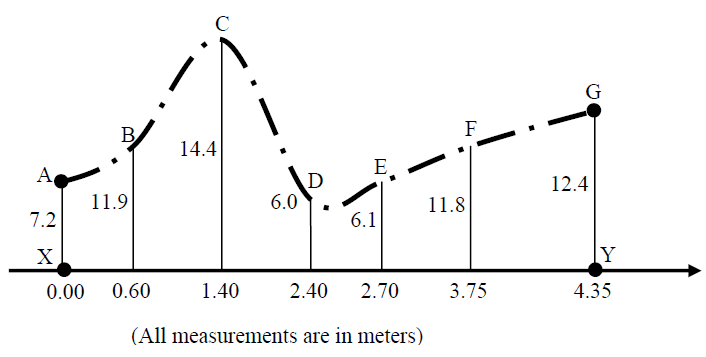 C
G
B
F
14.4
A
D
E
12.4
11.9
6.0
11.8
7.2
6.1
X
Y
0.00 0.60 1.40 2.40 2.70 3.75 4.35
(All measurements are in meters)